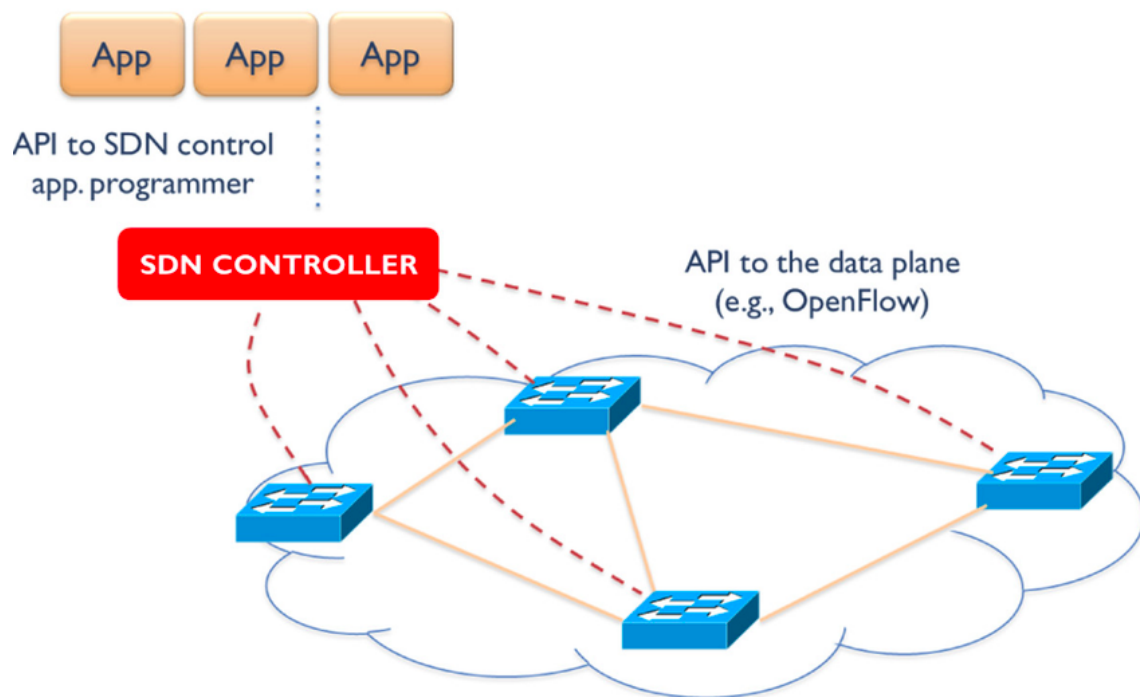 App App App
API to SDN control
app. programmer
SDN CONTROLLER
API to the data plane
(e.g., OpenFlow)